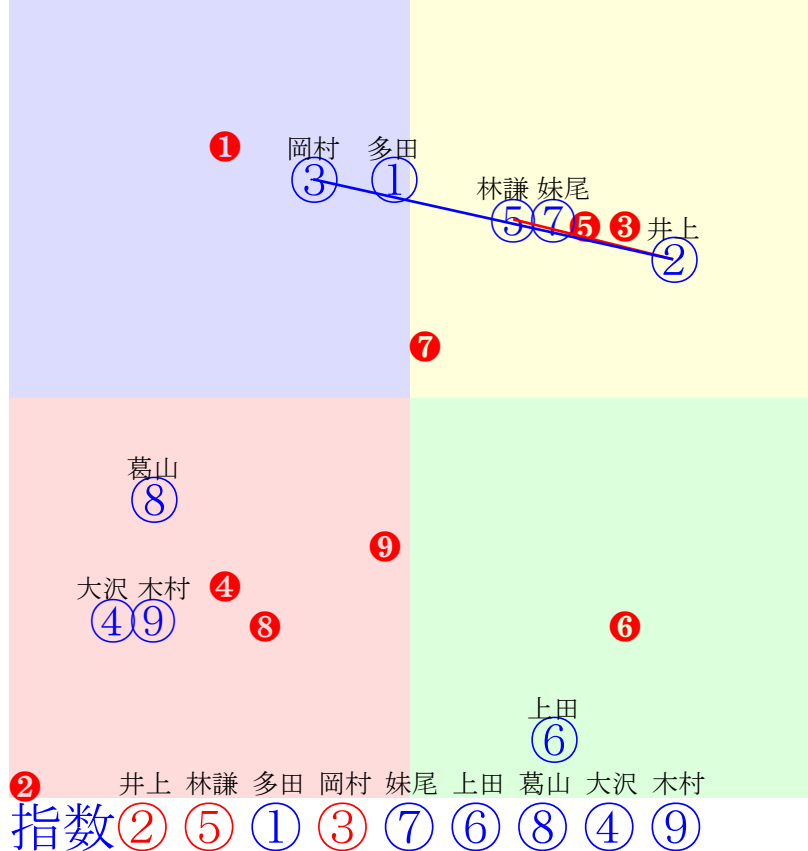 ❶
岡村 多田
③ ①
林謙 妹尾
⑤ ⑦ ❺ ❸ 井上
②
❼
葛山
⑧
❾
大沢 木村 ❹
④ ⑨ ❽ ❻
上田
⑥
❷ 井上 林謙 多田 岡村 妹尾 上田 葛山 大沢 木村
指数 ② ⑤ ① ③ ⑦ ⑥ ⑧ ④ ⑨